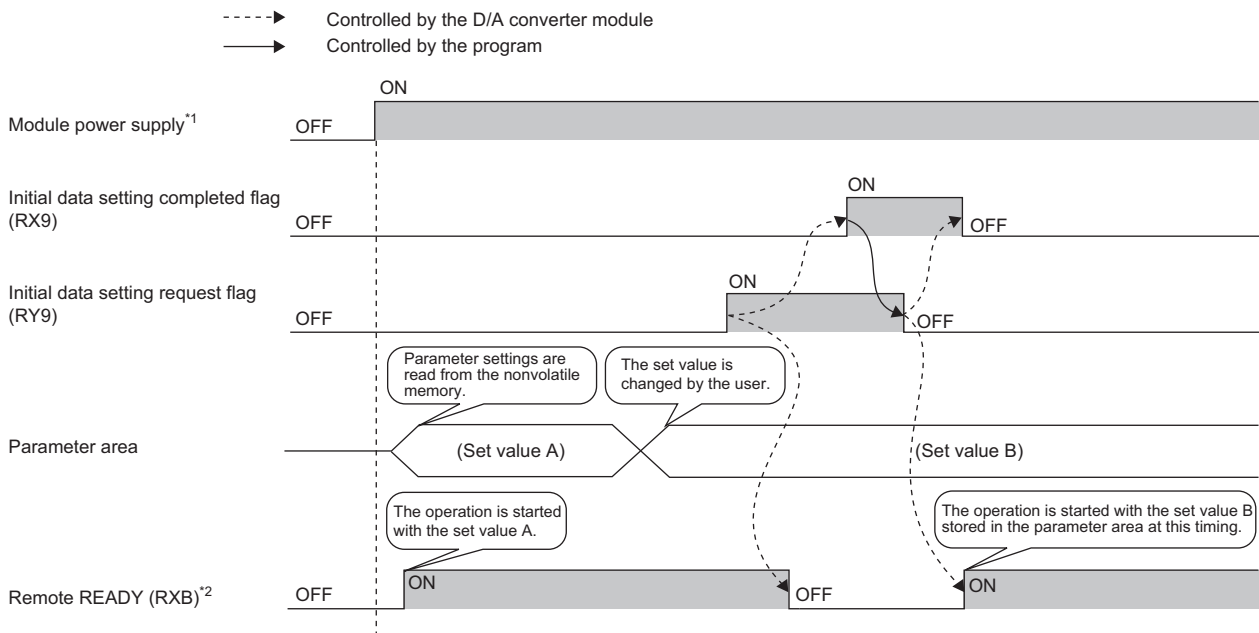 Controlled by the D/A converter module
Controlled by the program
ON
Module power supply*1
OFF
Initial data setting completed flag
(RX9)
ON
OFF
OFF
Initial data setting request flag
(RY9)
ON
OFF
OFF
Parameter settings are
read from the nonvolatile
memory.
The set value is
changed by the user.
Parameter area
(Set value A)
(Set value B)
The operation is started
with the set value A.
The operation is started with the set value B
stored in the parameter area at this timing.
Remote READY (RXB)*2
OFF
ON
OFF
ON